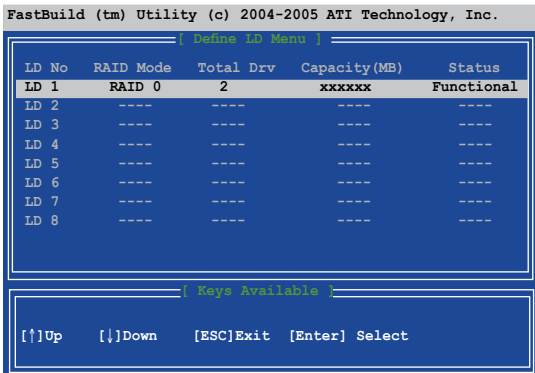 FastBuild (tm) Utility (c) 2004-2005 ATI Technology, Inc.
[ Define LD Menu ]
LD No RAID Mode Total Drv Capacity(MB) Status
LD 1 RAID 0 2 xxxxxx Functional
LD 2 ---- ---- ---- ----
LD 3 ---- ---- ---- ----
LD 4 ---- ---- ---- ----
LD 5 ---- ---- ---- ----
LD 6 ---- ---- ---- ----
LD 7 ---- ---- ---- ----
LD 8 ---- ---- ---- ----
[ Keys Available ]
[↑]Up [↓]Down [ESC]Exit [Enter] Select